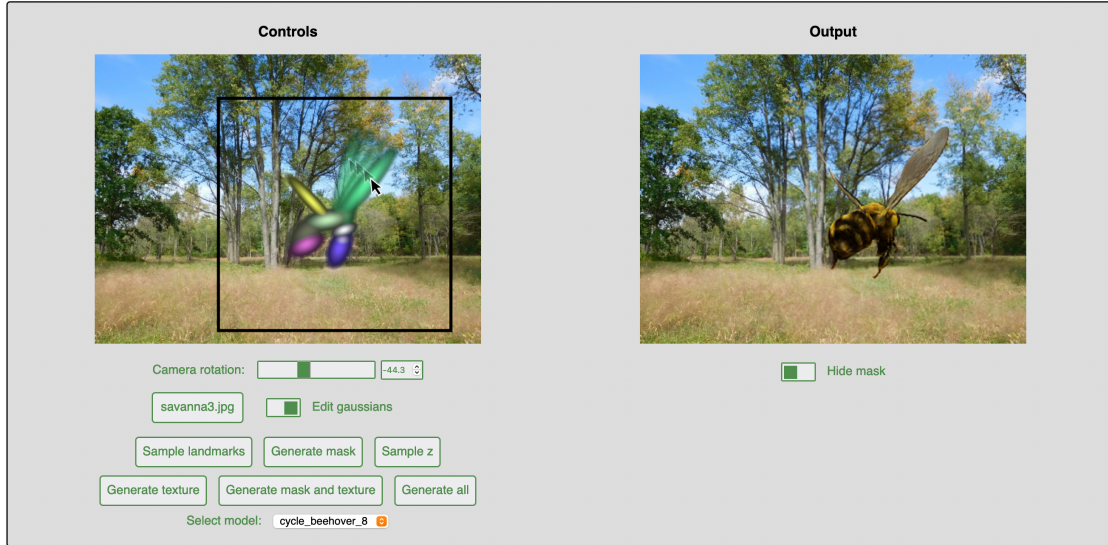 Controls
Output
Camera rotation: -44.3
Hide mask
savanna3.jpg Edit gaussians
Sample landmarks Generate mask Sample z
Generate texture Generate mask and texture Generate all
Select model: cycle_beehover_8